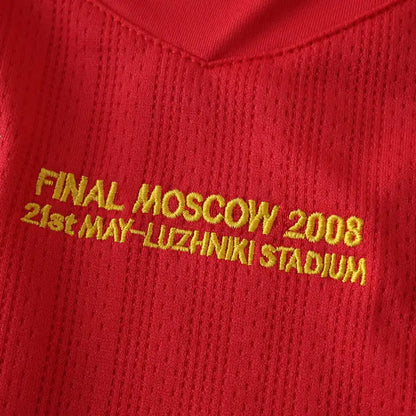 FINAL MOSCOW 2008
21st MAY-LUZHNIKI STADIUM